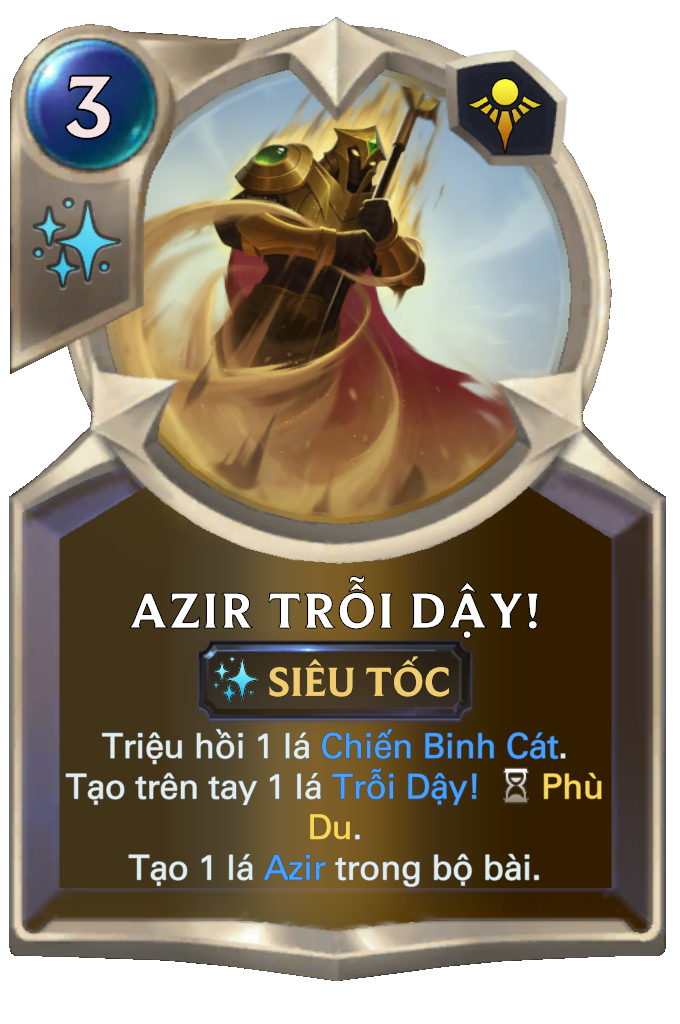 3
AZIR TRỖI DẬY!
SIÊU TỐC
Triệu hồi 1 lá Chiến Binh Cát.
Tạo trên tay 1 lá Trỗi Dậy! Phù
Du.
Tạo 1 lá Azir trong bộ bài.